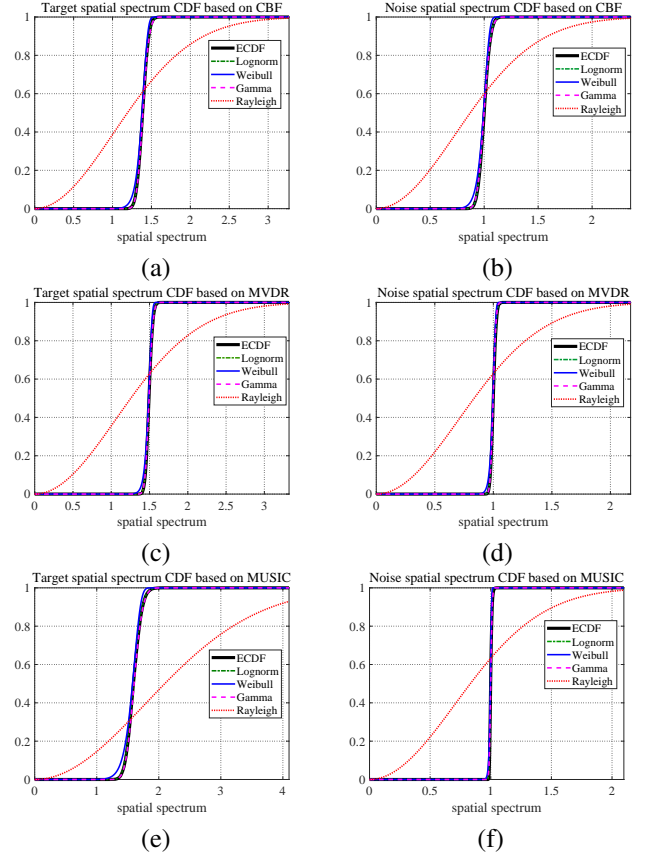 Target spatial spectrum CDF based on CBF
1
0.8
0.6
0.4
0.2
0
0 0.5 1 1.5 2 2.5 3
ECDF
Lognorm
Weibull
Gamma
Rayleigh
spatial spectrum
(a)
Noise spatial spectrum CDF based on CBF
1
0.8
0.6
0.4
0.2
0
0 0.5 1 1.5 2
ECDF
Lognorm
Weibull
Gamma
Rayleigh
spatial spectrum
(b)
Target spatial spectrum CDF based on MVDR
1
0.8
0.6
0.4
0.2
0
0 0.5 1 1.5 2 2.5 3
ECDF
Lognorm
Weibull
Gamma
Rayleigh
spatial spectrum
(c)
Noise spatial spectrum CDF based on MVDR
1
0.8
0.6
0.4
0.2
0
0 0.5 1 1.5 2
ECDF
Lognorm
Weibull
Gamma
Rayleigh
spatial spectrum
(d)
Target spatial spectrum CDF based on MUSIC
1
0.8
0.6
0.4
0.2
0
0 1 2 3 4
ECDF
Lognorm
Weibull
Gamma
Rayleigh
spatial spectrum
(e)
Noise spatial spectrum CDF based on MUSIC
1
0.8
0.6
0.4
0.2
0
0 0.5 1 1.5 2
ECDF
Lognorm
Weibull
Gamma
Rayleigh
spatial spectrum
(f)